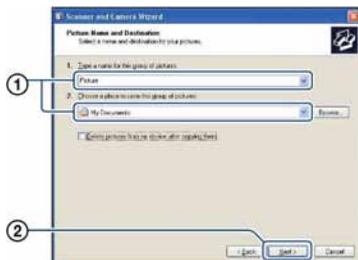 Scanner and Camera Wizard
Picture Name and Destination
Select a name and destination for your pictures.
1. Type a name for this group of pictures:
Picture
2. Choose a place to save this group of pictures:
My Documents
Browse...
Delete pictures from my device after copying them
1
2
< Back
Next >
Cancel